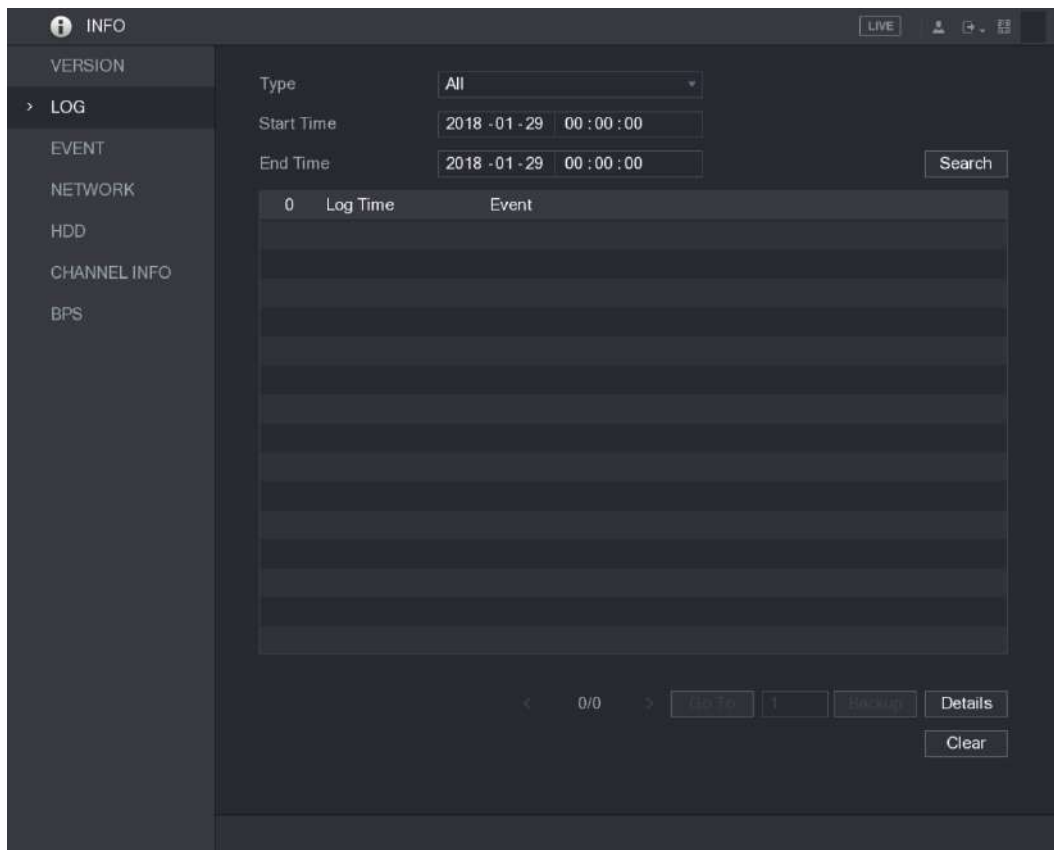 INFO LIVE
VERSION
LOG
EVENT
NETWORK
HDD
CHANNEL INFO
BPS
Type All
Start Time 2018 -01 -29 00 : 00 : 00
End Time 2018 -01 -29 00 : 00 : 00 Search
0 Log Time Event
< 0/0 > Go To 1 Backup Details
Clear